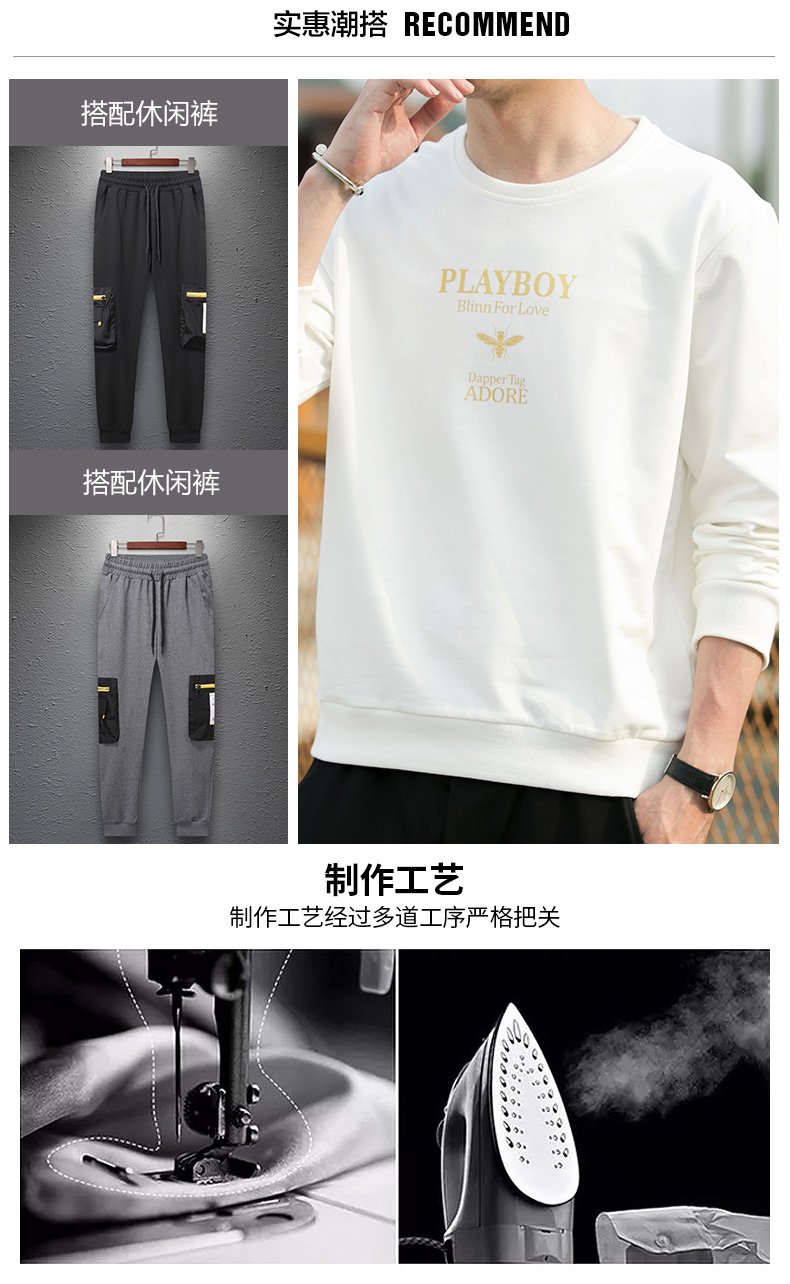 实惠潮搭 RECOMMEND
搭配休闲裤
搭配休闲裤
PLAYBOY
Blinn For Love
Dapper Tag
ADORE
制作工艺
制作工艺经过多道工序严格把关